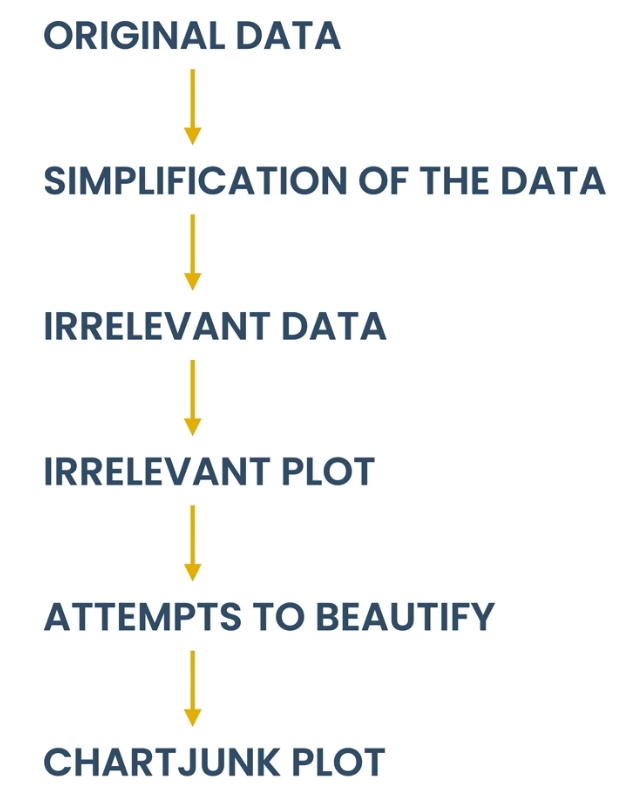 ORIGINAL DATA
SIMPLIFICATION OF THE DATA
IRRELEVANT DATA
IRRELEVANT PLOT
ATTEMPTS TO BEAUTIFY
CHARTJUNK PLOT